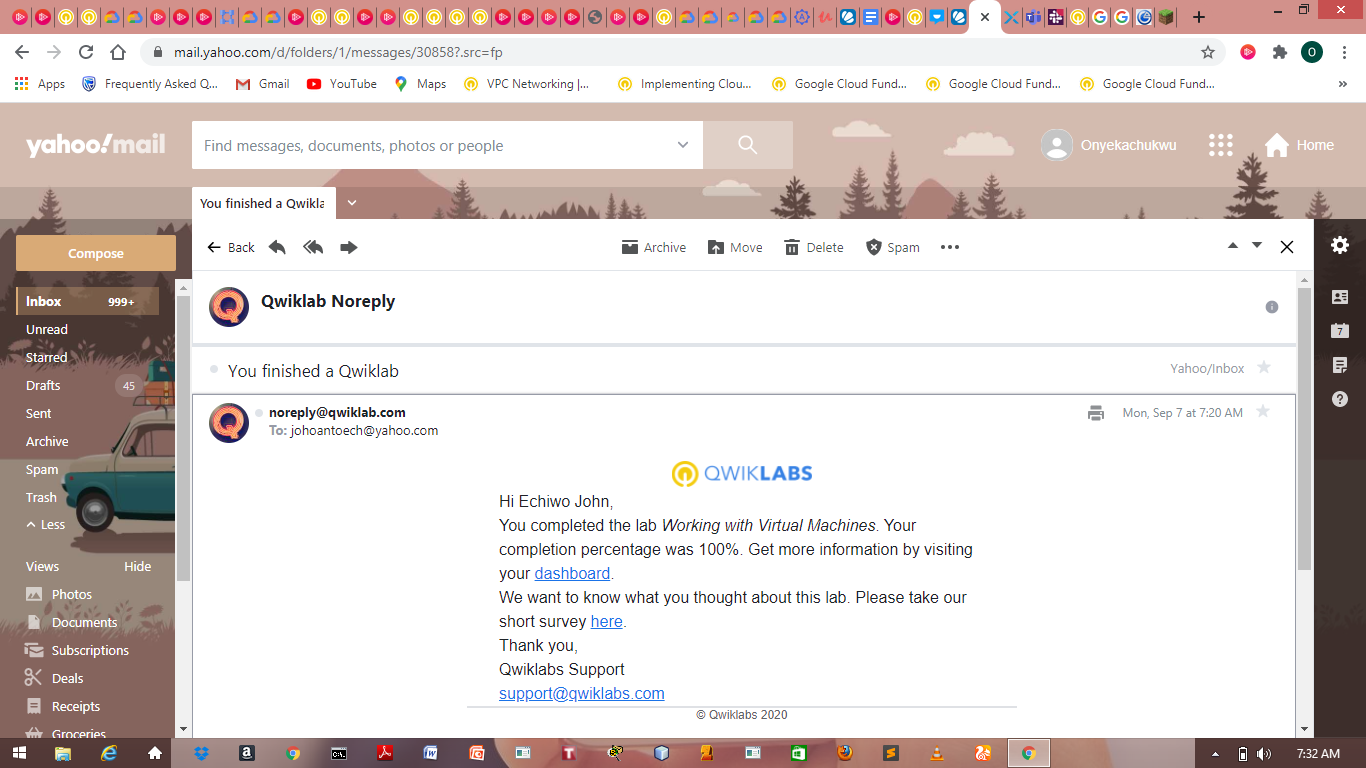 mail.yahoo.com/d/folders/1/messages/30858?.src=fp
O
Apps
Frequently Asked Q...
Gmail
YouTube
Maps
VPC Networking |...
Implementing Clou...
Google Cloud Fund...
Google Cloud Fund...
Google Cloud Fund...
»
yahoo!mail
Find messages, documents, photos or people
Onyekachukwu
Home
You finished a Qwikla
Compose
Back
Archive
Move
Delete
Spam
Inbox 999+
Unread
Starred
Drafts 45
Sent
Archive
Spam
Trash
Less
Views Hide
Photos
Documents
Subscriptions
Deals
Receipts
Groceries
7
Qwiklab Noreply
You finished a Qwiklab
Yahoo/Inbox
noreply@qwiklab.com
Mon, Sep 7 at 7:20 AM
To: johoantoech@yahoo.com
QWIKLABS
Hi Echiwo John,
You completed the lab Working with Virtual Machines. Your
completion percentage was 100%. Get more information by visiting
your dashboard.
We want to know what you thought about this lab. Please take our
short survey here.
Thank you,
Qwiklabs Support
support@qwiklabs.com
© Qwiklabs 2020
7:32 AM